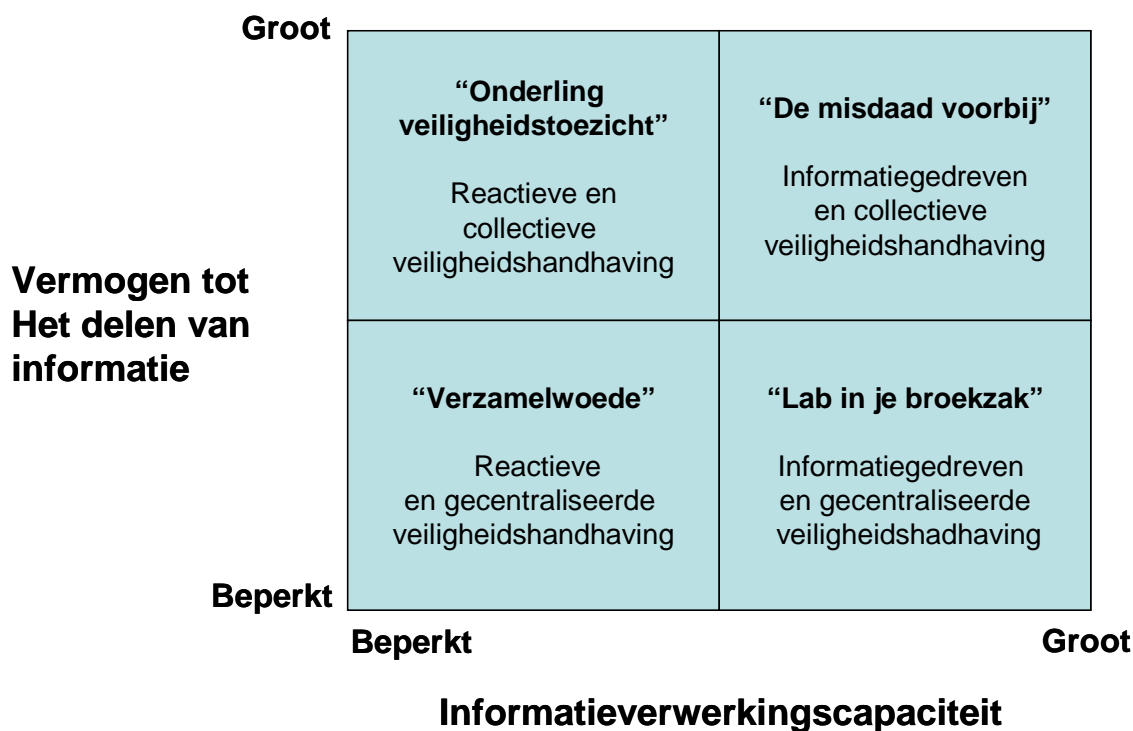 Groot
“Onderling
veiligheidstoezicht”
Reactieve en
collectieve
veiligheidshandhaving
“De misdaad voorbij”
Informatiegedreven
en collectieve
veiligheidshandhaving
Vermogen tot
Het delen van
informatie
“Verzamelwoede”
Reactieve
en gecentraliseerde
veiligheidshandhaving
“Lab in je broekzak”
Informatiegedreven
en gecentraliseerde
veiligheidshadhaving
Beperkt
Beperkt
Groot
Informatieverwerkingscapaciteit